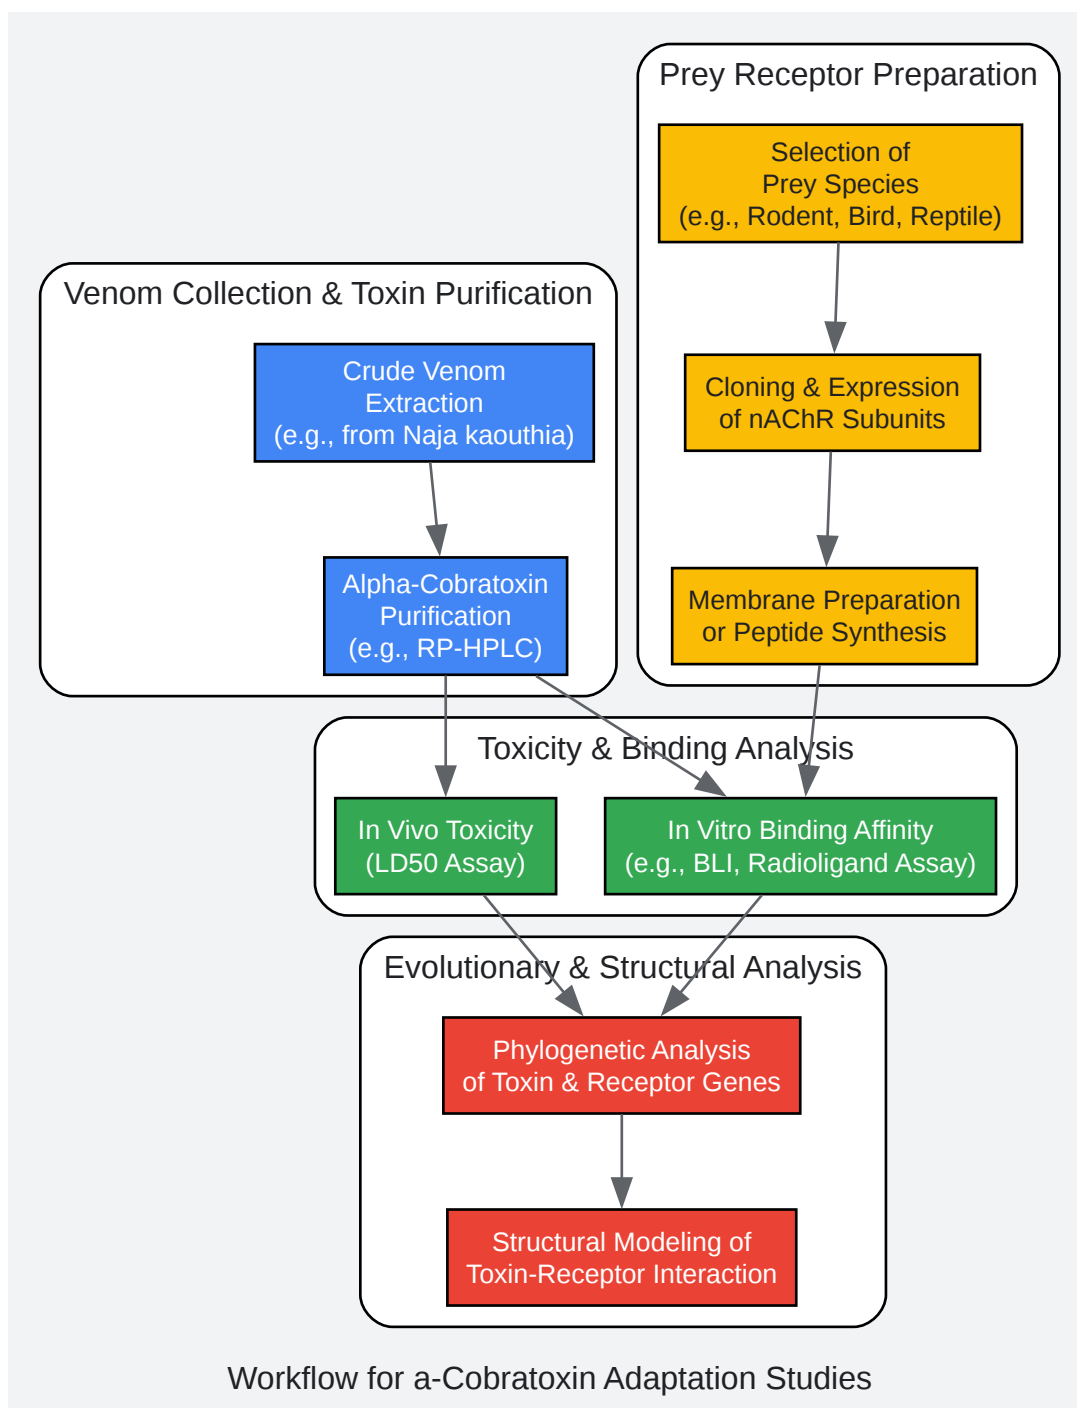 Prey Receptor Preparation
Selection of
Prey Species
(e.g., Rodent, Bird, Reptile)
Cloning & Expression
of nAChR Subunits
Membrane Preparation
or Peptide Synthesis
Venom Collection & Toxin Purification
Crude Venom
Extraction
(e.g., from Naja kaouthia)
Alpha-Cobratoxin
Purification
(e.g., RP-HPLC)
Toxicity & Binding Analysis
In Vivo Toxicity
(LD50 Assay)
In Vitro Binding Affinity
(e.g., BLI, Radioligand Assay)
Evolutionary & Structural Analysis
Phylogenetic Analysis
of Toxin & Receptor Genes
Structural Modeling of
Toxin-Receptor Interaction
Workflow for a-Cobratoxin Adaptation Studies